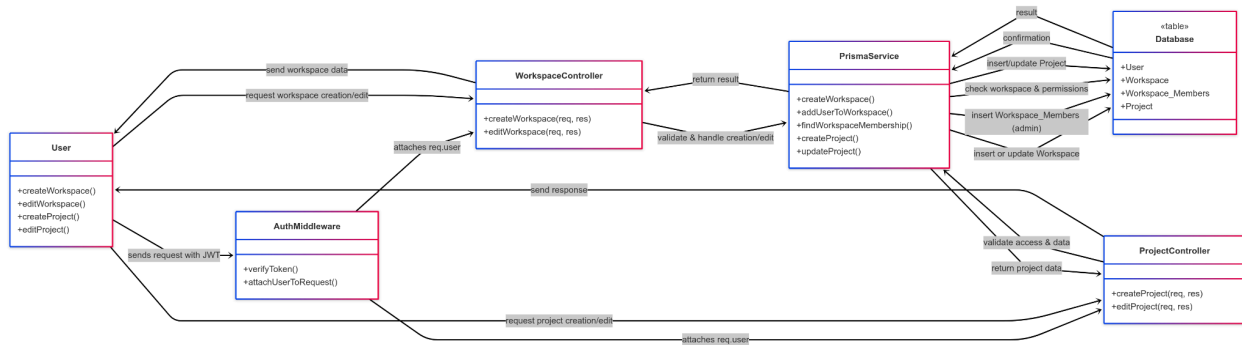 result
«table»
Database
confirmation
+User
+Workspace
+Workspace_Members
+Project
PrismaService
+createWorkspace()
+addUserToWorkspace()
+findWorkspaceMembership()
+createProject()
+updateProject()
insert/update Project
check workspace & permissions
insert Workspace_Members
(admin)
insert or update Workspace
WorkspaceController
+createWorkspace(req, res)
+editWorkspace(req, res)
return result
validate & handle creation/edit
send workspace data
request workspace creation/edit
attaches req.user
User
+createWorkspace()
+editWorkspace()
+createProject()
+editProject()
send response
AuthMiddleware
+verifyToken()
+attachUserToRequest()
sends request with JWT
validate access & data
return project data
ProjectController
+createProject(req, res)
+editProject(req, res)
request project creation/edit
attaches req.user